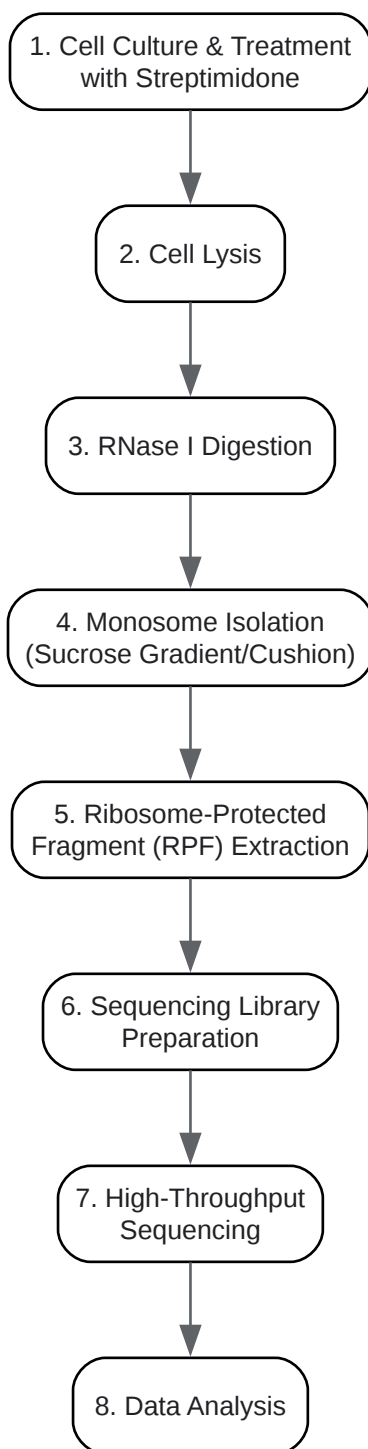 1. Cell Culture & Treatment
with Streptimidone
2. Cell Lysis
3. RNase I Digestion
4. Monosome Isolation
(Sucrose Gradient/Cushion)
5. Ribosome-Protected
Fragment (RPF) Extraction
6. Sequencing Library
Preparation
7. High-Throughput
Sequencing
8. Data Analysis